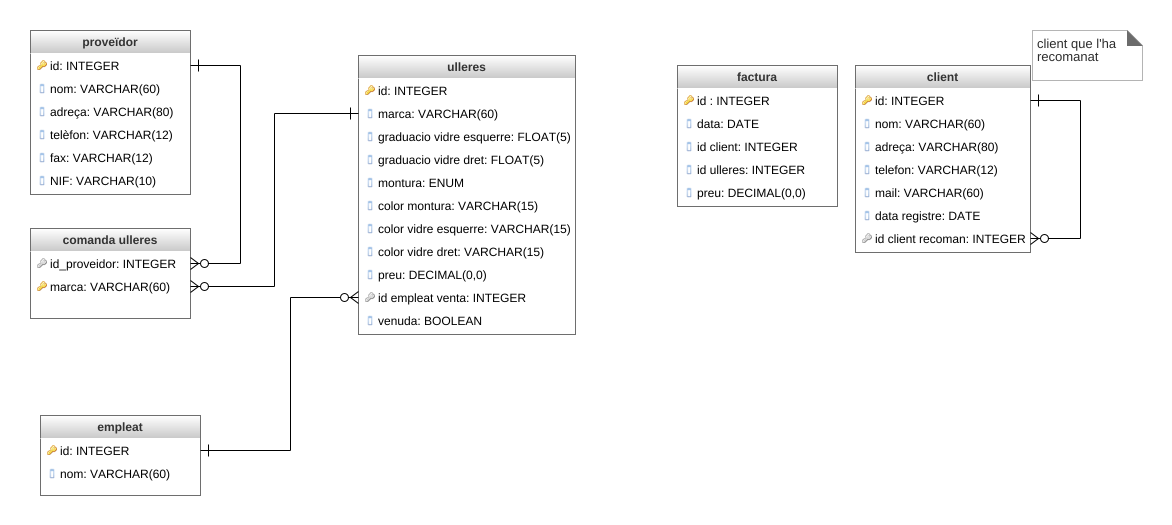 proveïdor
id: INTEGER
nom: VARCHAR(60)
adreça: VARCHAR(80)
telèfon: VARCHAR(12)
fax: VARCHAR(12)
NIF: VARCHAR(10)
comanda ulleres
id_proveidor: INTEGER
marca: VARCHAR(60)
empleat
id: INTEGER
nom: VARCHAR(60)
ulleres
id: INTEGER
marca: VARCHAR(60)
graduacio vidre esquerre: FLOAT(5)
graduacio vidre dret: FLOAT(5)
montura: ENUM
color montura: VARCHAR(15)
color vidre esquerre: VARCHAR(15)
color vidre dret: VARCHAR(15)
preu: DECIMAL(0,0)
id empleat venta: INTEGER
venuda: BOOLEAN
factura
id : INTEGER
data: DATE
id client: INTEGER
id ulleres: INTEGER
preu: DECIMAL(0,0)
client
id: INTEGER
nom: VARCHAR(60)
adreça: VARCHAR(80)
telefon: VARCHAR(12)
mail: VARCHAR(60)
data registre: DATE
id client recoman: INTEGER
client que l'ha
recomanat